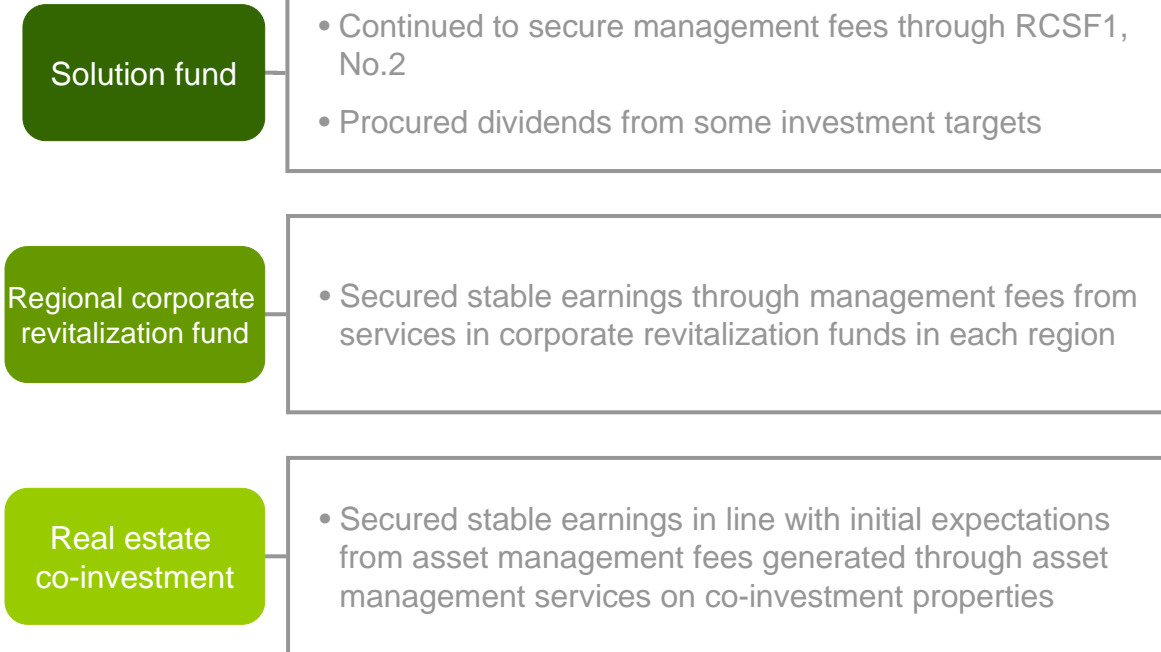 Solution fund
• Continued to secure management fees through RCSF1,
No.2
• Procured dividends from some investment targets
Regional corporate
revitalization fund
• Secured stable earnings through management fees from
services in corporate revitalization funds in each region
Real estate
co-investment
• Secured stable earnings in line with initial expectations
from asset management fees generated through asset
management services on co-investment properties